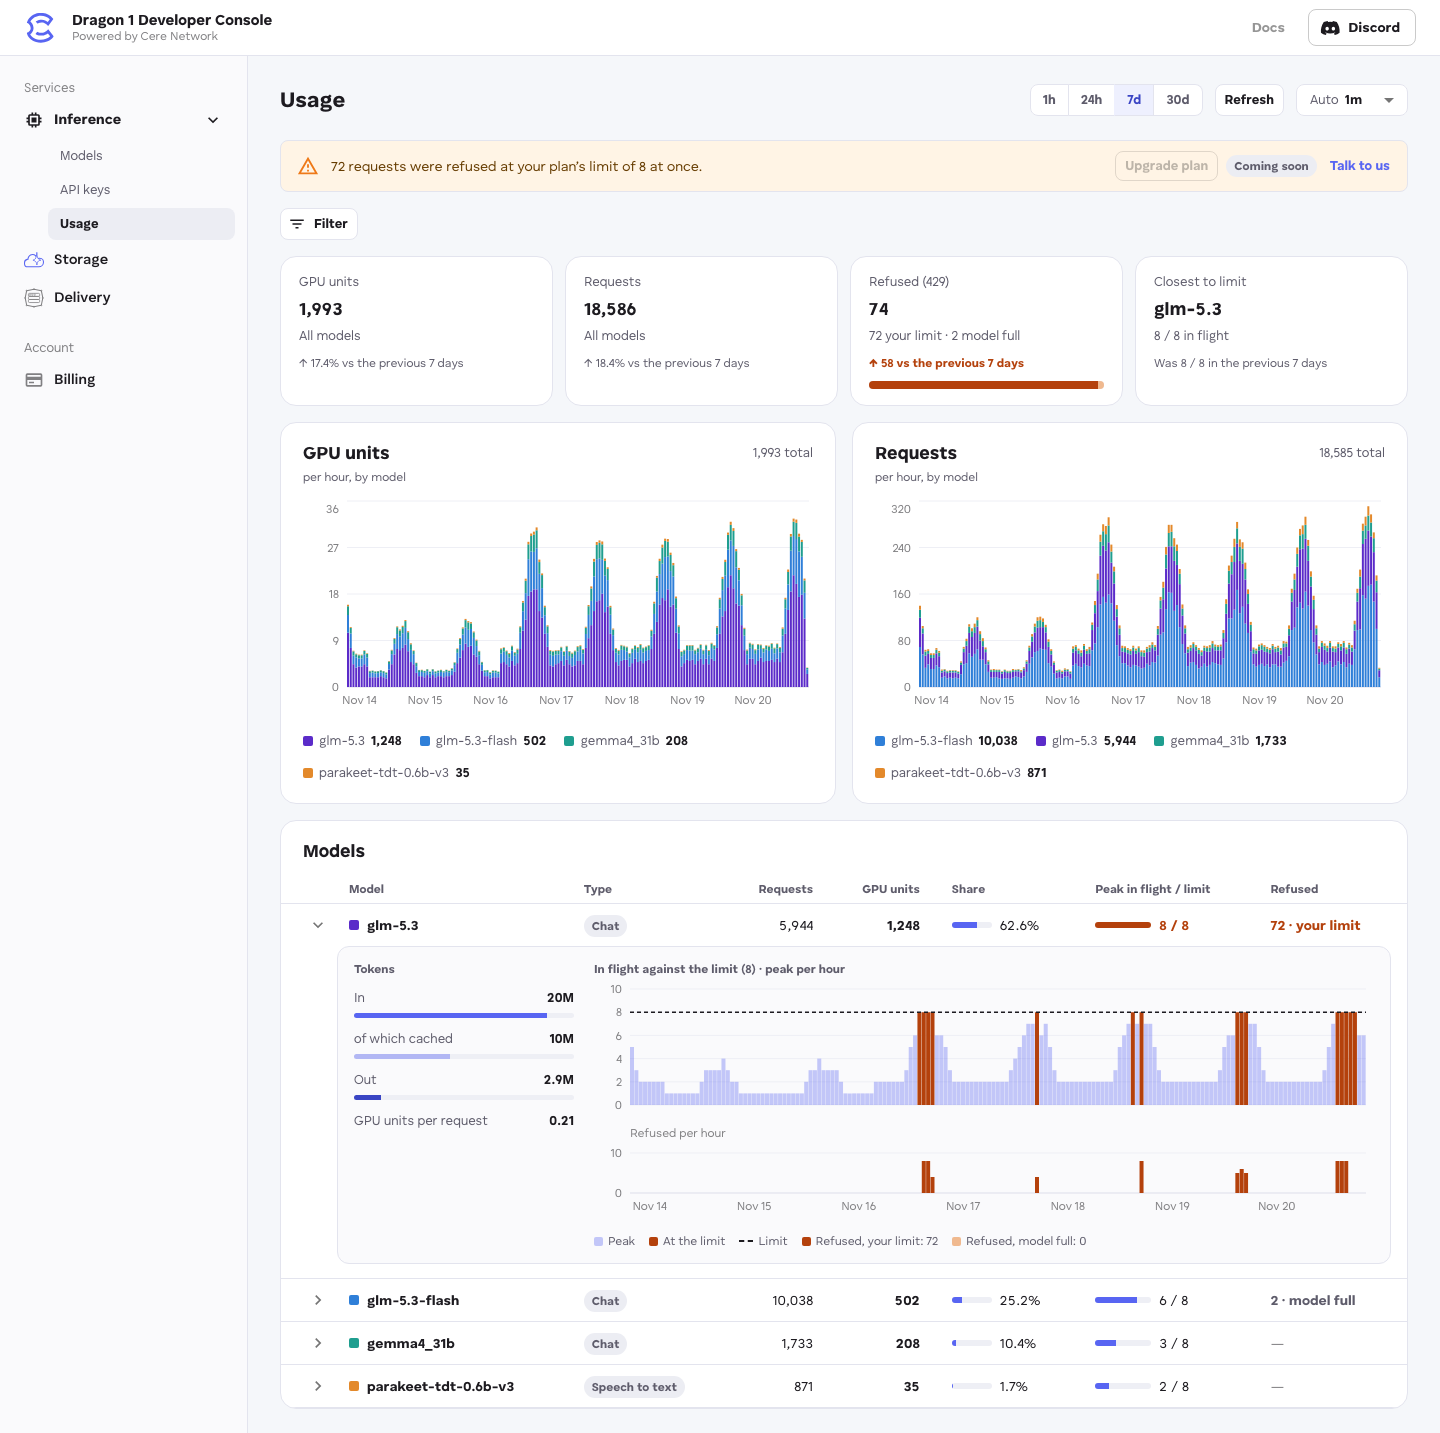 Dragon 1 Developer Console
Powered by Cere Network
Docs
Discord
Services
Inference
Models
API keys
Usage
Storage
Delivery
Account
Billing
Usage
1h 24h 7d 30d
Refresh
Auto 1m
72 requests were refused at your plan’s limit of 8 at once.
Upgrade plan
Coming soon
Talk to us
Filter
GPU units
1,993
All models
↑ 17.4% vs the previous 7 days
Requests
18,586
All models
↑ 18.4% vs the previous 7 days
Refused (429)
74
72 your limit · 2 model full
↑ 58 vs the previous 7 days
Closest to limit
glm-5.3
8 / 8 in flight
Was 8 / 8 in the previous 7 days
GPU units
1,993 total
per hour, by model
36
27
18
9
0
Nov 14 Nov 15 Nov 16 Nov 17 Nov 18 Nov 19 Nov 20
glm-5.3 1,248 glm-5.3-flash 502 gemma4_31b 208
parakeet-tdt-0.6b-v3 35
Requests
18,585 total
per hour, by model
320
240
160
80
0
Nov 14 Nov 15 Nov 16 Nov 17 Nov 18 Nov 19 Nov 20
glm-5.3-flash 10,038 glm-5.3 5,944 gemma4_31b 1,733
parakeet-tdt-0.6b-v3 871
Models
Model Type Requests GPU units Share Peak in flight / limit Refused
glm-5.3 Chat 5,944 1,248 62.6% 8 / 8 72 · your limit
Tokens
In 20M
of which cached 10M
Out 2.9M
GPU units per request 0.21
In flight against the limit (8) · peak per hour
10
8
6
4
2
0
Refused per hour
10
0
Nov 14 Nov 15 Nov 16 Nov 17 Nov 18 Nov 19 Nov 20
Peak At the limit Limit Refused, your limit: 72 Refused, model full: 0
glm-5.3-flash Chat 10,038 502 25.2% 6 / 8 2 · model full
gemma4_31b Chat 1,733 208 10.4% 3 / 8 —
parakeet-tdt-0.6b-v3 Speech to text 871 35 1.7% 2 / 8 —